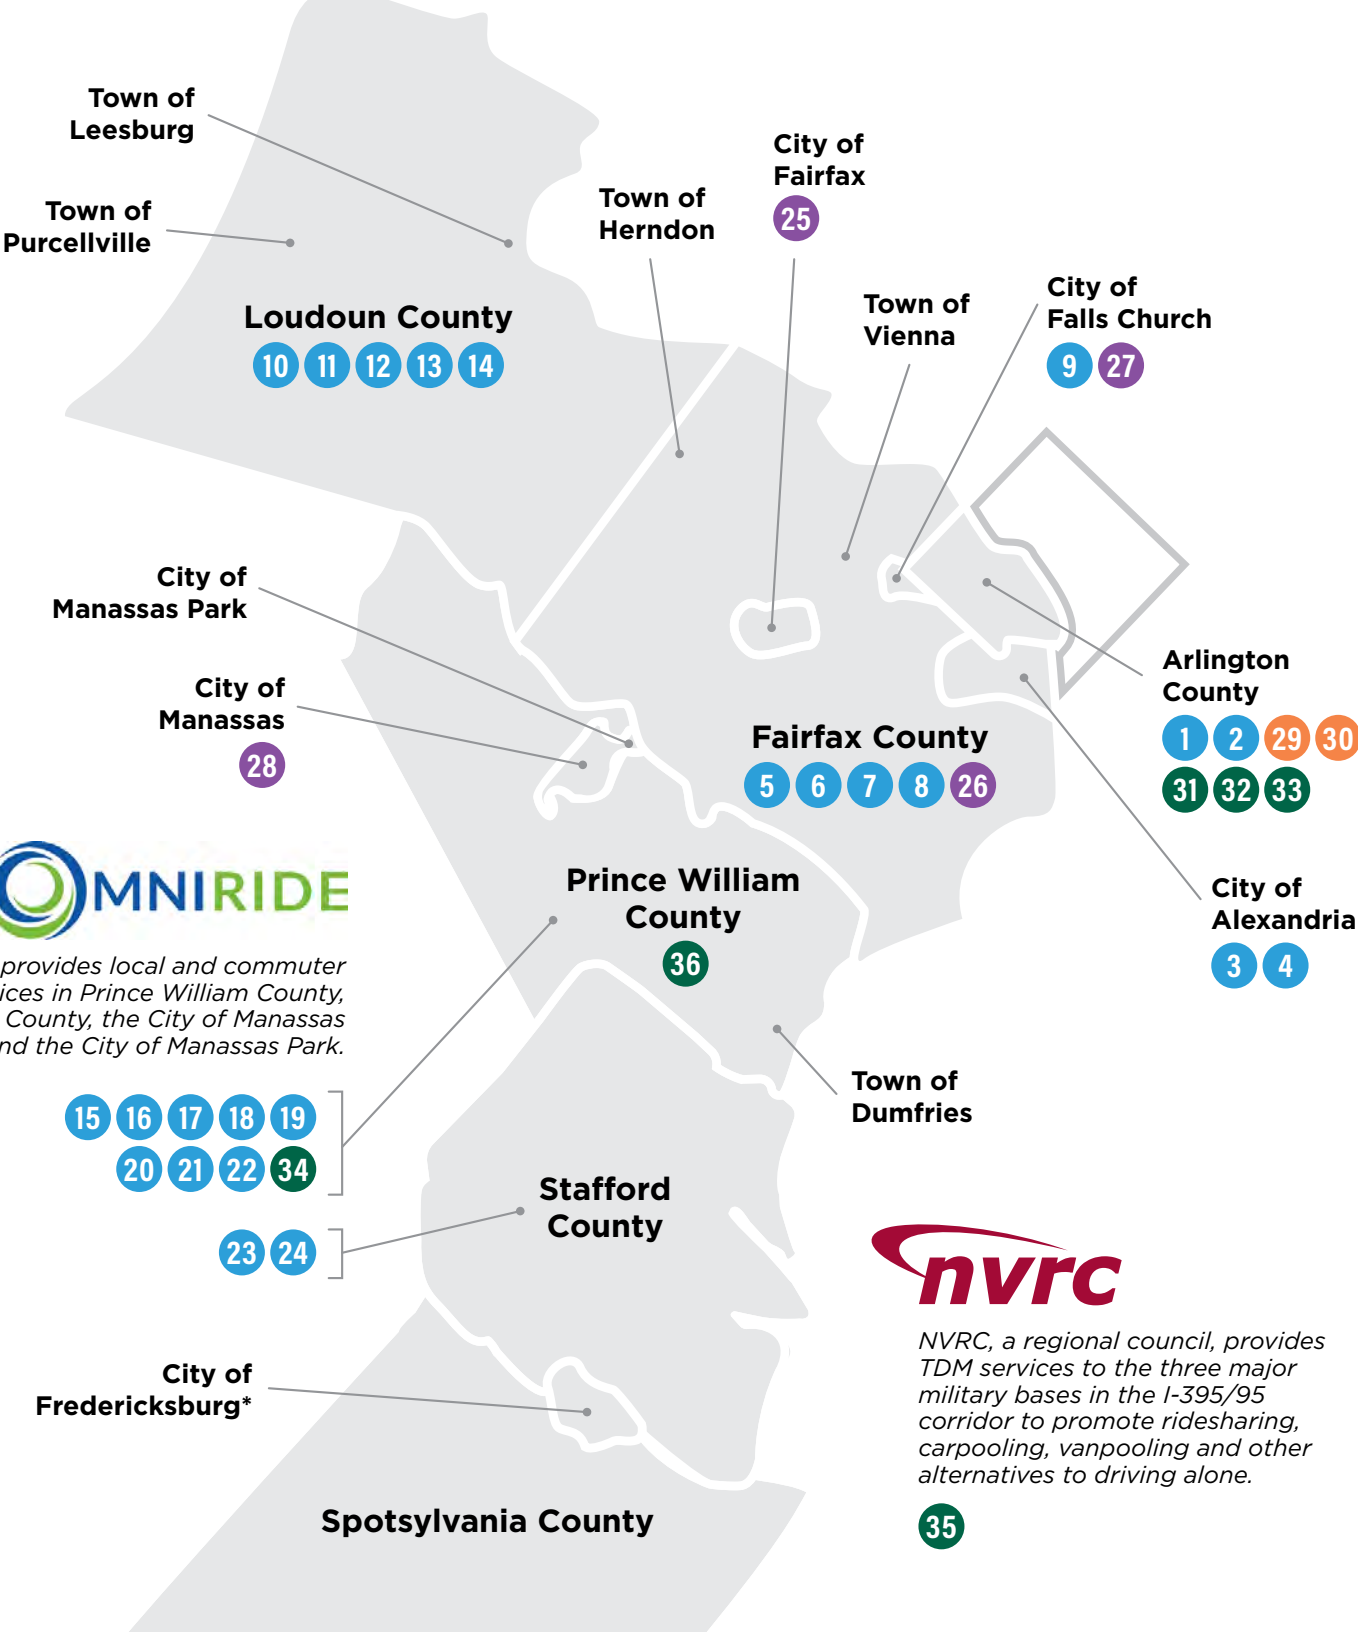 Town of
Leesburg
City of
Fairfax
25
Town of
Herndon
Town of
Purcellville
City of
Falls Church
9 27
Town of
Vienna
Loudoun County
10 11 12 13 14
City of
Manassas Park
City of
Manassas
28
Arlington
County
1 2 29 30
31 32 33
Fairfax County
5 6 7 8 26
OMNIRIDE
provides local and commuter
ices in Prince William County,
County, the City of Manassas
nd the City of Manassas Park.
Prince William
County
36
City of
Alexandria
3 4
Town of
Dumfries
15 16 17 18 19
20 21 22 34
23 24
Stafford
County
nvrc
NVRC, a regional council, provides
TDM services to the three major
military bases in the I-395/95
corridor to promote ridesharing,
carpooling, vanpooling and other
alternatives to driving alone.
35
City of
Fredericksburg*
Spotsylvania County